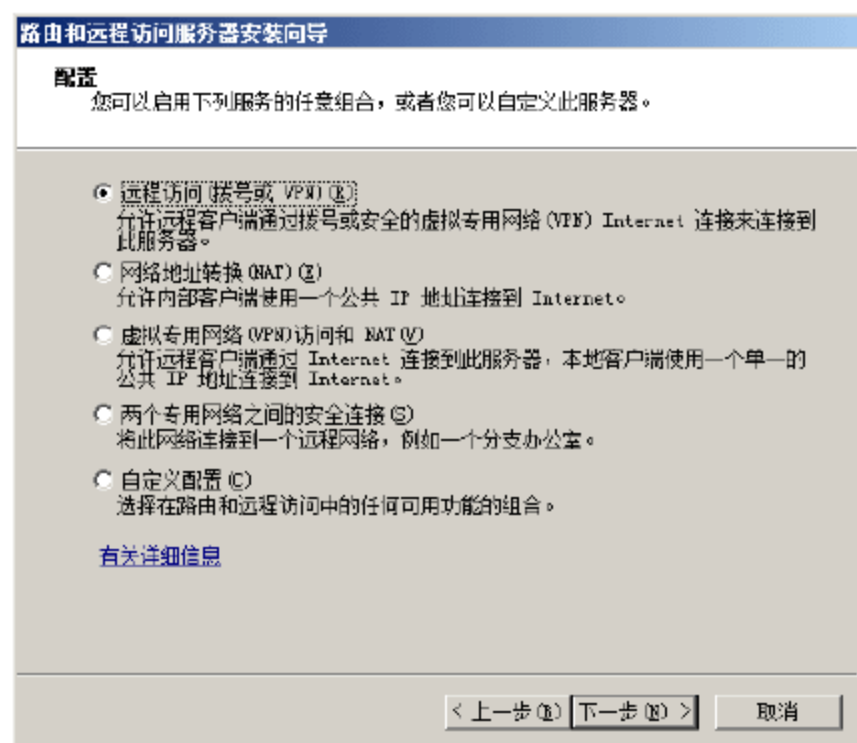 路由和远程访问服务器安装向导
配置
您可以启用下列服务的任意组合，或者您可以自定义此服务器。
远程访问(拨号或 VPN)(R)
允许远程客户端通过拨号或安全的虚拟专用网络(VPN) Internet 连接来连接到
此服务器。
网络地址转换(NAT)(E)
允许内部客户端使用一个公共 IP 地址连接到 Internet。
虚拟专用网络(VPN)访问和 NAT(V)
允许远程客户端通过 Internet 连接到此服务器，本地客户端使用一个单一的
公共 IP 地址连接到 Internet。
两个专用网络之间的安全连接(S)
将此网络连接到一个远程网络，例如一个分支办公室。
自定义配置(C)
选择在路由和远程访问中的任何可用功能的组合。
有关详细信息
< 上一步(B) 下一步(N) > 取消